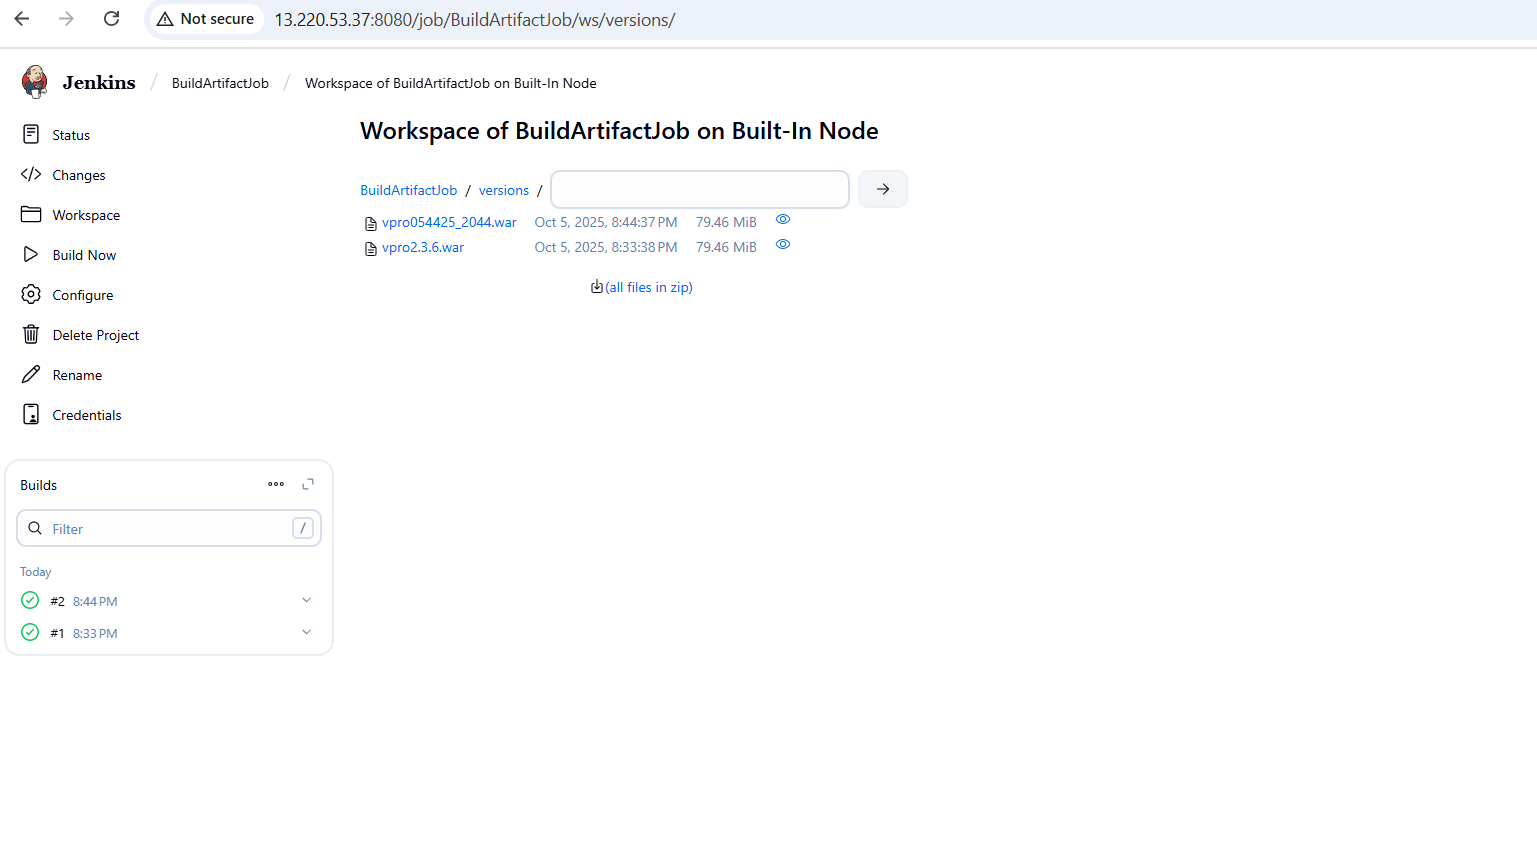 Not secure 13.220.53.37:8080/job/BuildArtifactJob/ws/versions/
Jenkins / BuildArtifactJob / Workspace of BuildArtifactJob on Built-In Node
Status
Changes
Workspace
Build Now
Configure
Delete Project
Rename
Credentials
Builds
Filter /
Today
#2 8:44 PM
#1 8:33 PM
Workspace of BuildArtifactJob on Built-In Node
BuildArtifactJob / versions /
vpro054425_2044.war Oct 5, 2025, 8:44:37 PM 79.46 MiB
vpro2.3.6.war Oct 5, 2025, 8:33:38 PM 79.46 MiB
(all files in zip)